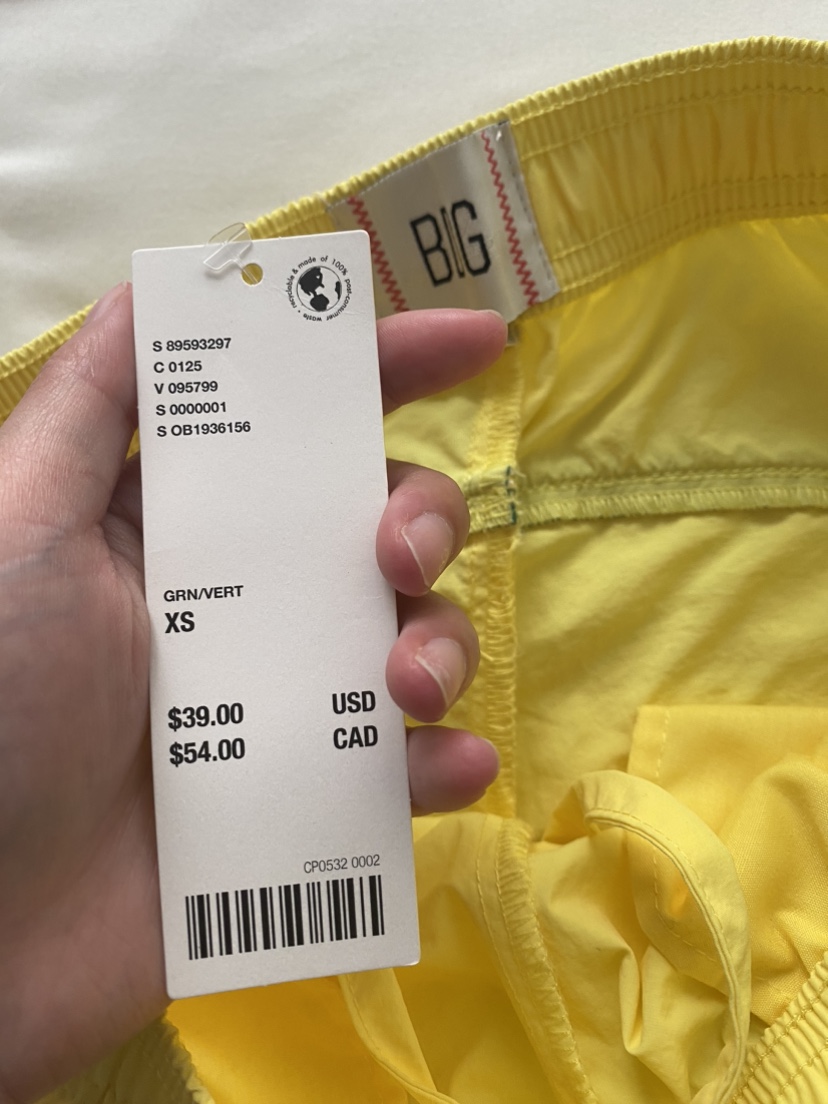 BIG
recyclable & made of 100% post-consumer waste •
S 89593297
C 0125
V 095799
S 0000001
S OB1936156
GRN/VERT
XS
$39.00 USD
$54.00 CAD
CP0532 0002